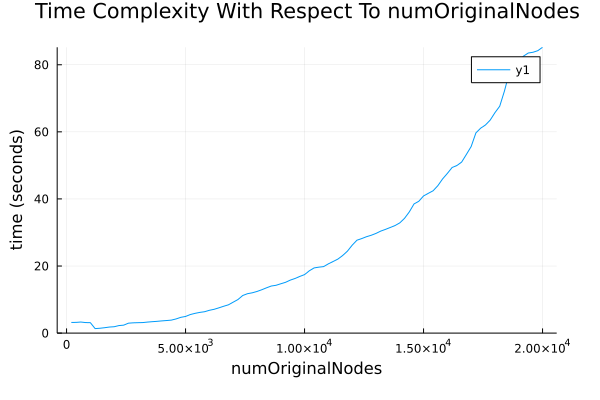 Time Complexity With Respect To numOriginalNodes
y1
time (seconds)
80
60
40
20
0
0 5.00×10³ 1.00×10⁴ 1.50×10⁴ 2.00×10⁴
numOriginalNodes